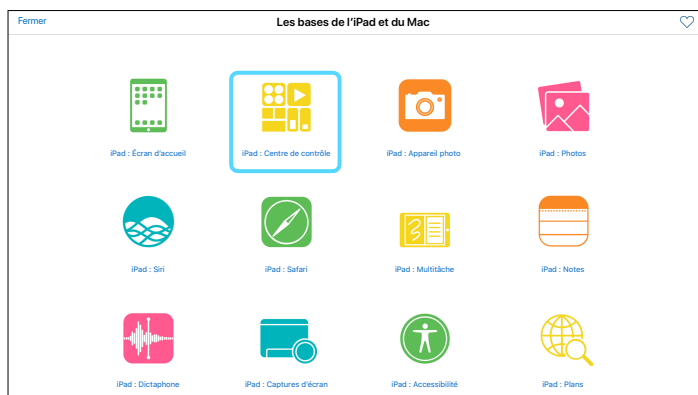 Fermer
Les bases de l’iPad et du Mac
iPad : Écran d’accueil
iPad : Centre de contrôle
iPad : Appareil photo
iPad : Photos
iPad : Siri
iPad : Safari
iPad : Multitâche
iPad : Notes
iPad : Dictaphone
iPad : Captures d’écran
iPad : Accessibilité
iPad : Plans